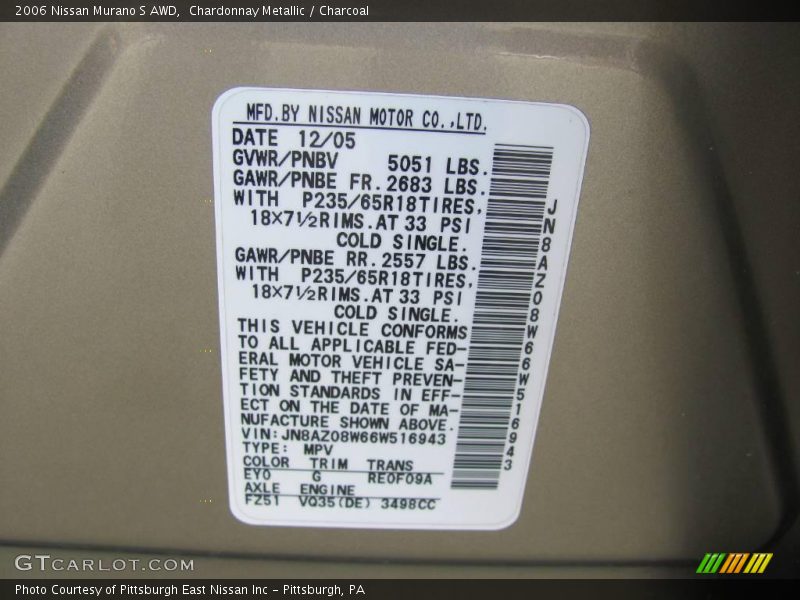 2006 Nissan Murano S AWD,  Chardonnay Metallic / Charcoal
MFD.BY NISSAN MOTOR CO.,LTD.
DATE 12/05
GVWR/PNBV 5051 LBS.
GAWR/PNBE FR. 2683 LBS.
WITH P235/65R18TIRES,
18×7½RIMS.AT 33 PSI
COLD SINGLE.
GAWR/PNBE RR. 2557 LBS.
WITH P235/65R18TIRES,
18×7½RIMS.AT 33 PSI
COLD SINGLE.
THIS VEHICLE CONFORMS
TO ALL APPLICABLE FED-
ERAL MOTOR VEHICLE SA-
FETY AND THEFT PREVEN-
TION STANDARDS IN EFF-
ECT ON THE DATE OF MA-
NUFACTURE SHOWN ABOVE.
VIN:JN8AZ08W66W516943
TYPE: MPV
COLOR TRIM TRANS
EY0 G RE0F09A
AXLE ENGINE
FZ51 VQ35(DE) 3498CC
JN8AZ08W66W516943
GTCARLOT.COM
Photo Courtesy of Pittsburgh East Nissan Inc - Pittsburgh, PA